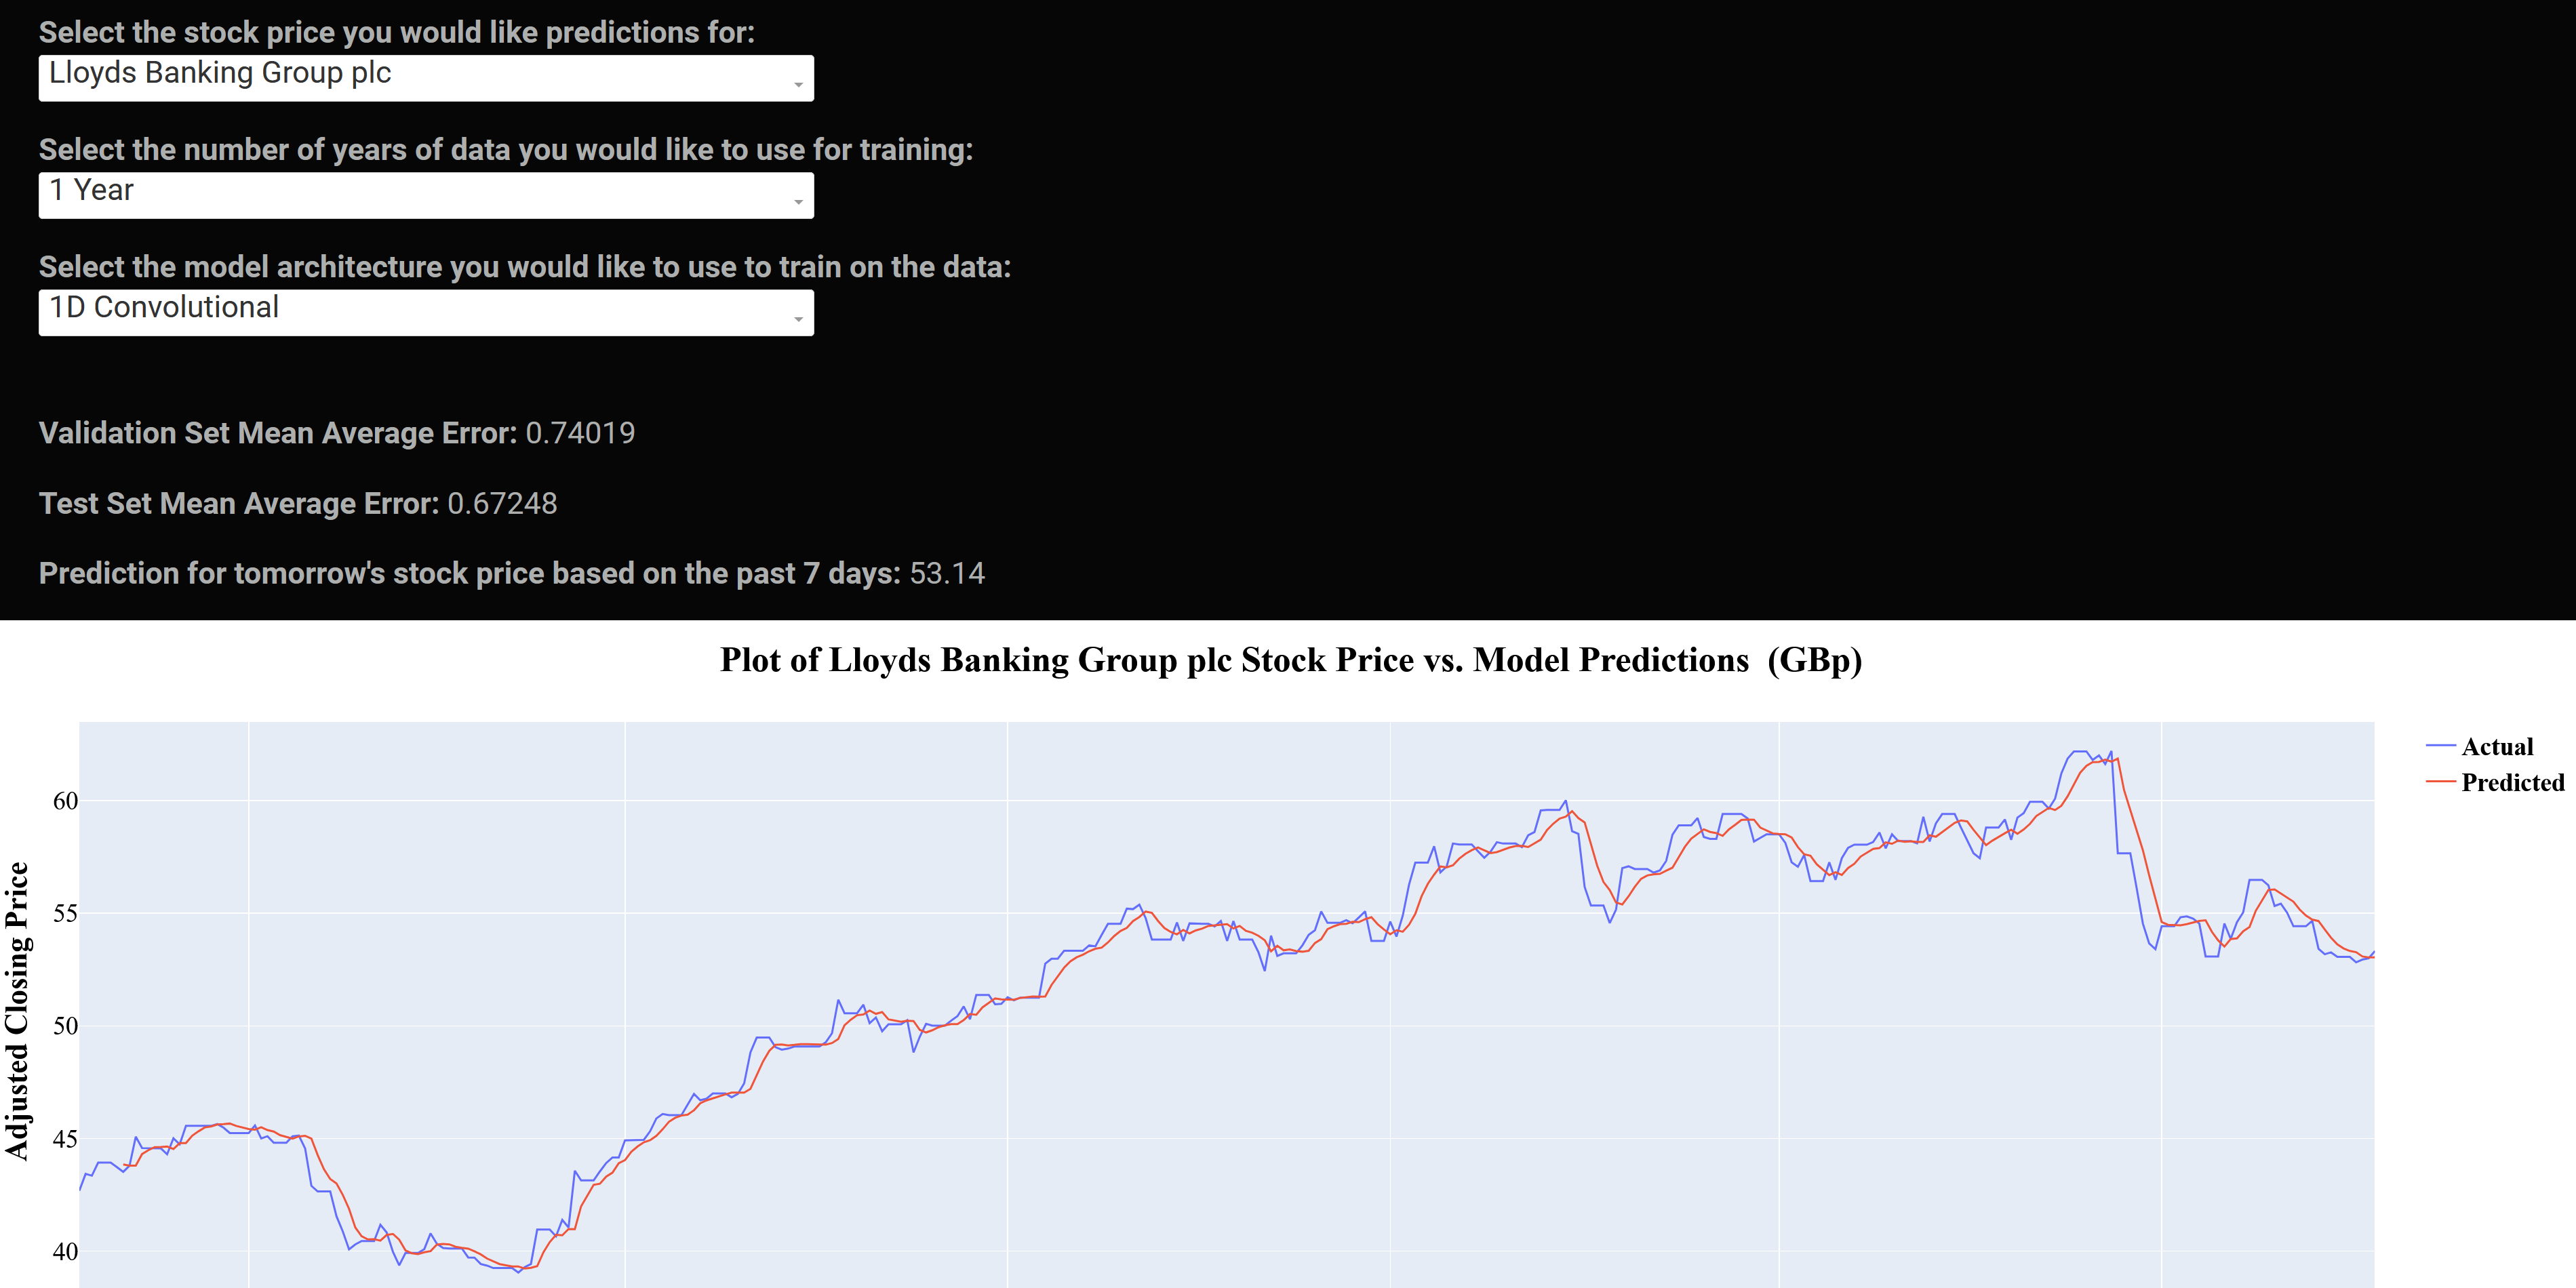 Select the stock price you would like predictions for:
Lloyds Banking Group plc
Select the number of years of data you would like to use for training:
1 Year
Select the model architecture you would like to use to train on the data:
1D Convolutional
Validation Set Mean Average Error: 0.74019
Test Set Mean Average Error: 0.67248
Prediction for tomorrow's stock price based on the past 7 days: 53.14
Plot of Lloyds Banking Group plc Stock Price vs. Model Predictions (GBp)
Actual
Predicted
Adjusted Closing Price
60
55
50
45
40